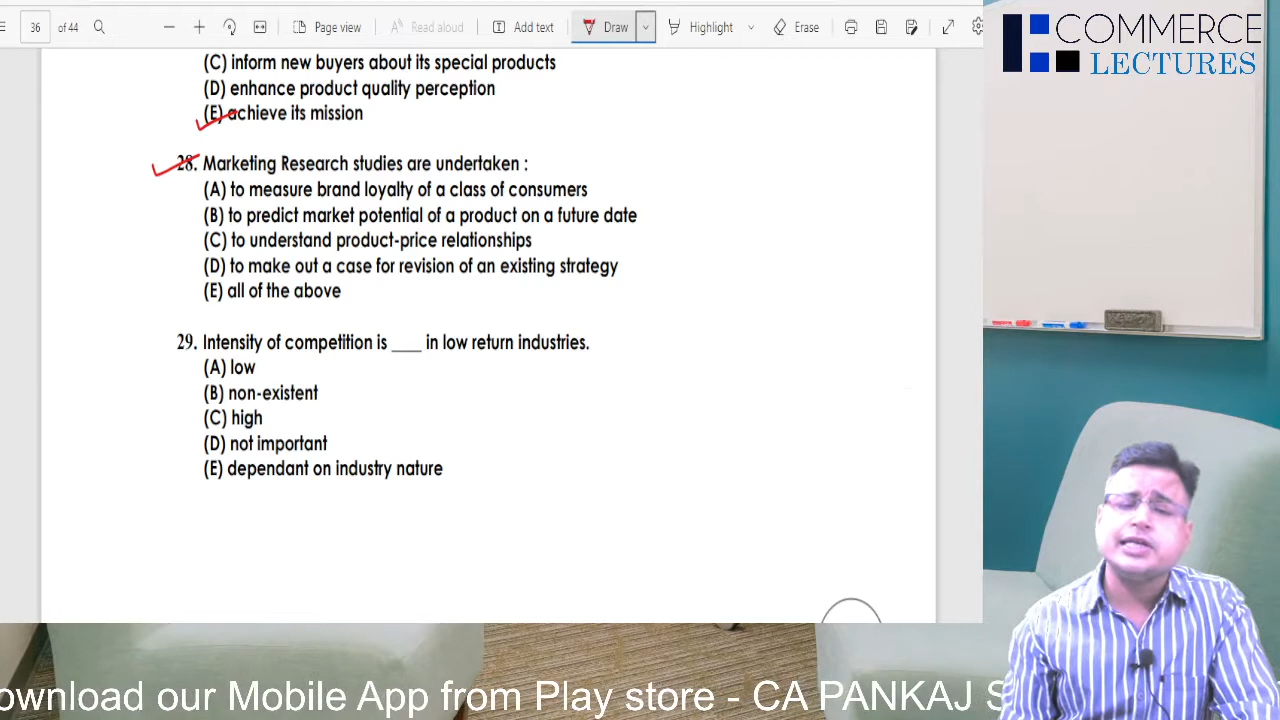 36 of 44
Page view
Read aloud
Add text
Draw
Highlight
Erase
COMMERCE
LECTURES
(C) inform new buyers about its special products
(D) enhance product quality perception
(E) achieve its mission
28. Marketing Research studies are undertaken :
(A) to measure brand loyalty of a class of consumers
(B) to predict market potential of a product on a future date
(C) to understand product-price relationships
(D) to make out a case for revision of an existing strategy
(E) all of the above
29. Intensity of competition is ____ in low return industries.
(A) low
(B) non-existent
(C) high
(D) not important
(E) dependant on industry nature
ownload our Mobile App from Play store - CA PANKAJ S